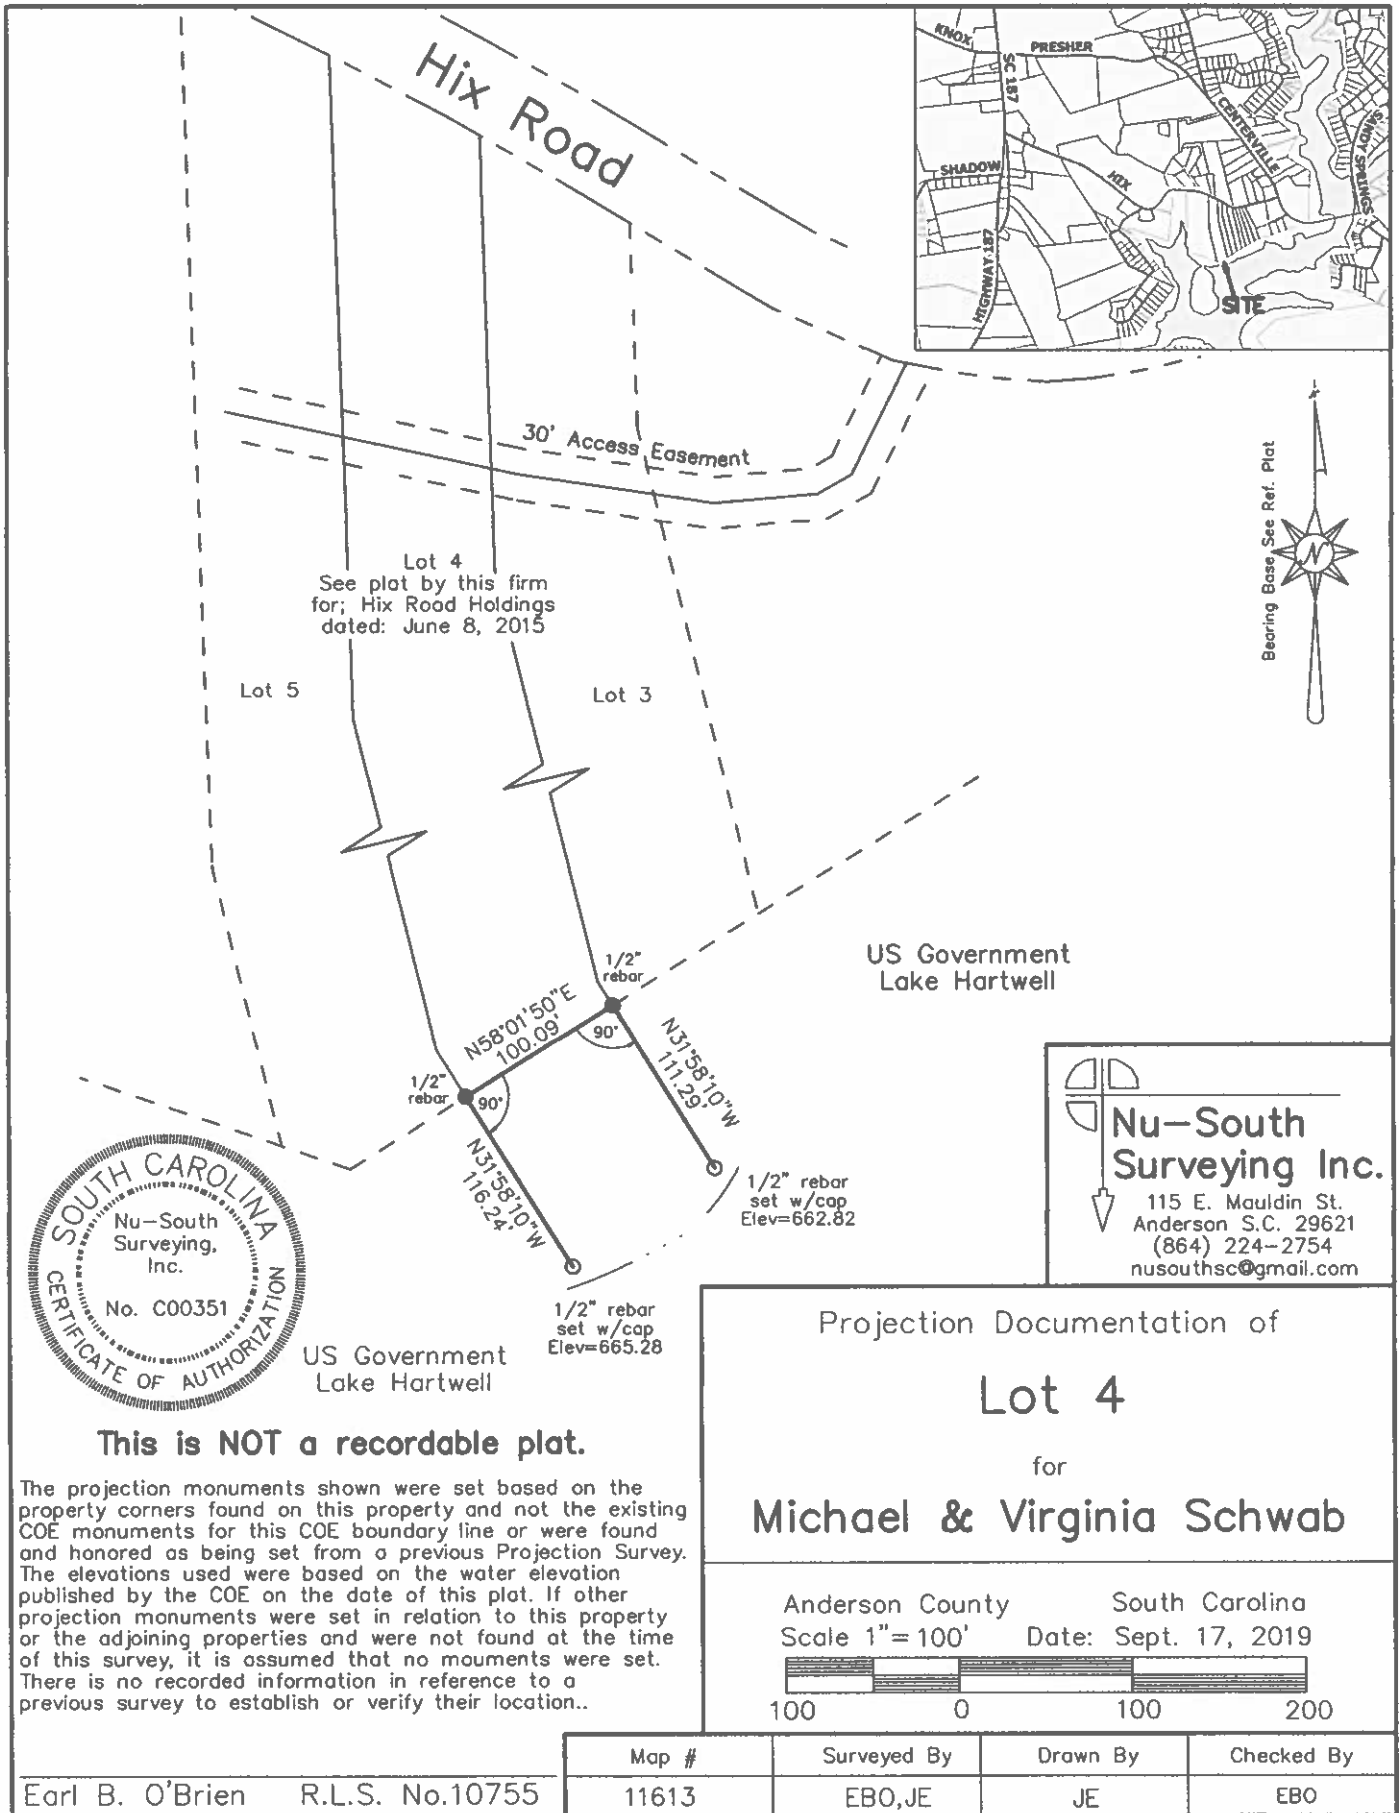 Hix Road
KNOX
PRESHER
SC 187
CENTERVILLE
SANDY SPRINGS
SHADOW
HIX
HIGHWAY 187
SITE
30' Access Easement
Bearing Base, See Ref. Plat
N
Lot 4
See plat by this firm
for; Hix Road Holdings
dated: June 8, 2015
Lot 5
Lot 3
US Government
Lake Hartwell
1/2"
rebar
N58°01'50"E
100.09'
90°
N31°58'10"W
111.29'
1/2"
rebar
90°
N31°58'10"W
116.24'
1/2" rebar
set w/cap
Elev=662.82
1/2" rebar
set w/cap
Elev=665.28
Nu-South
Surveying Inc.
115 E. Mauldin St.
Anderson S.C. 29621
(864) 224-2754
nusouthsc@gmail.com
SOUTH CAROLINA
Nu-South
Surveying,
Inc.
No. C00351
CERTIFICATE OF AUTHORIZATION
US Government
Lake Hartwell
This is NOT a recordable plat.
The projection monuments shown were set based on the
property corners found on this property and not the existing
COE monuments for this COE boundary line or were found
and honored as being set from a previous Projection Survey.
The elevations used were based on the water elevation
published by the COE on the date of this plat. If other
projection monuments were set in relation to this property
or the adjoining properties and were not found at the time
of this survey, it is assumed that no mouments were set.
There is no recorded information in reference to a
previous survey to establish or verify their location..
Earl B. O'Brien R.L.S. No.10755
Projection Documentation of
Lot 4
for
Michael & Virginia Schwab
Anderson County South Carolina
Scale 1"= 100' Date: Sept. 17, 2019
100 0 100 200
Map # Surveyed By Drawn By Checked By
11613 EBO,JE JE EBO